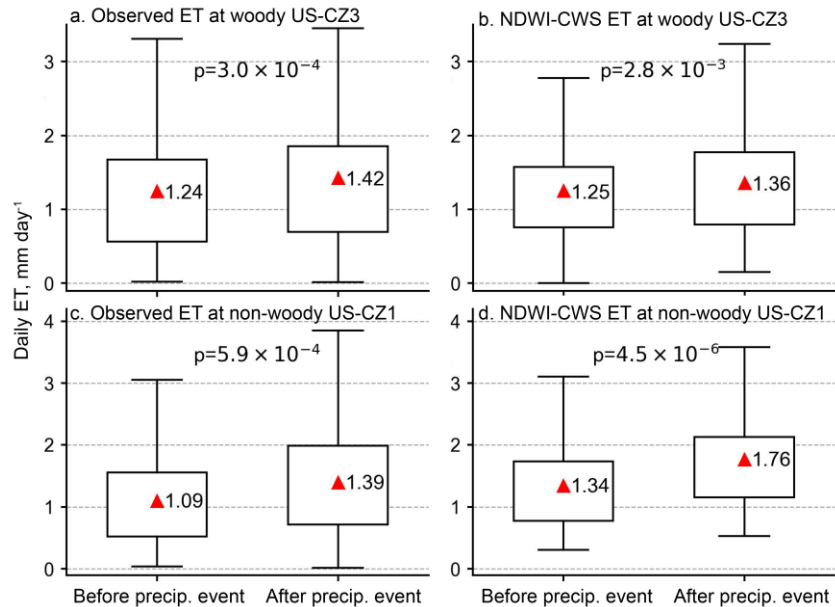 a. Observed ET at woody US-CZ3
p=3.0 × 10⁻⁴
3
2
1
0
1.24
1.42
b. NDWI-CWS ET at woody US-CZ3
p=2.8 × 10⁻³
3
2
1
0
1.25
1.36
Daily ET, mm day⁻¹
c. Observed ET at non-woody US-CZ1
p=5.9 × 10⁻⁴
4
3
2
1
0
1.09
1.39
Before precip. event After precip. event
d. NDWI-CWS ET at non-woody US-CZ1
p=4.5 × 10⁻⁶
4
3
2
1
0
1.34
1.76
Before precip. event After precip. event